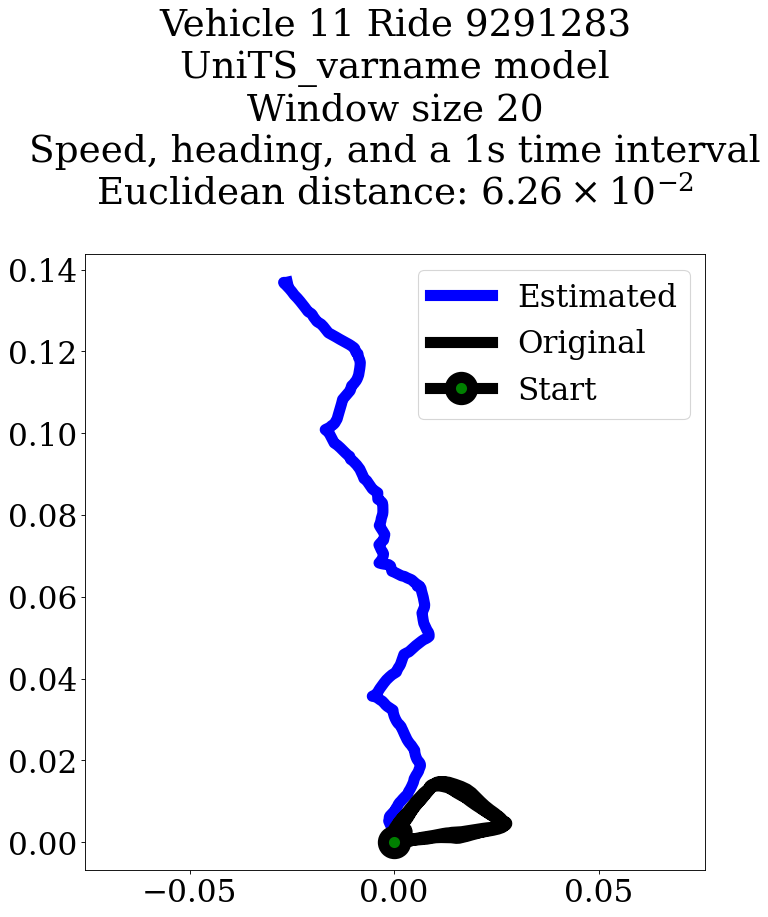 Vehicle 11 Ride 9291283
UniTS_varname model
Window size 20
Speed, heading, and a 1s time interval
Euclidean distance: 6.26 × 10⁻²
0.14
0.12
0.10
0.08
0.06
0.04
0.02
0.00
−0.05
0.00
0.05
Estimated
Original
Start